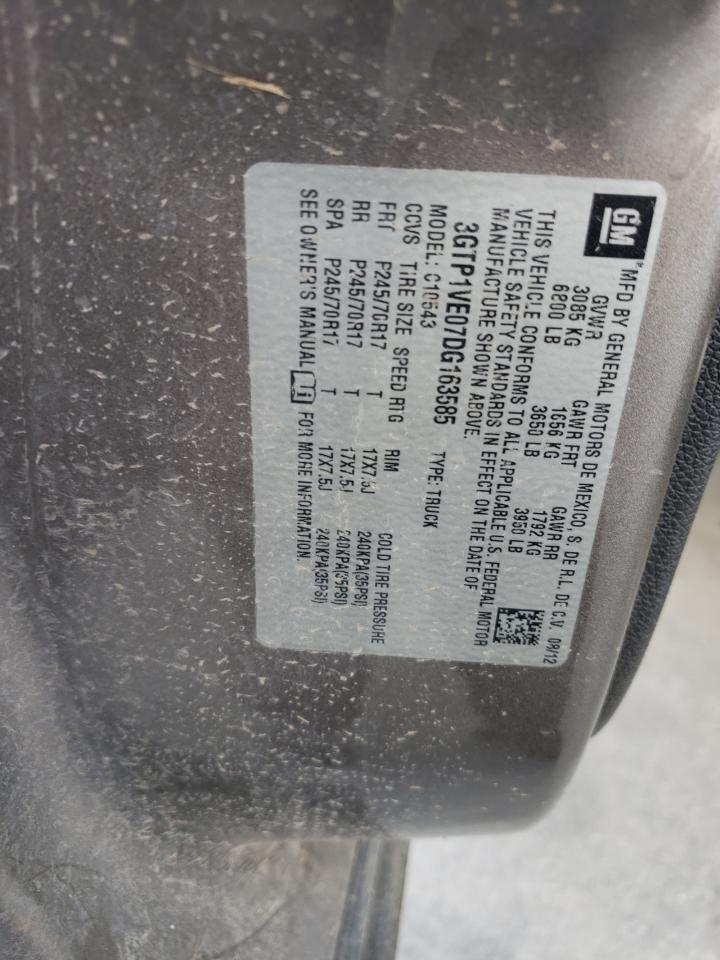 GM
MFD BY GENERAL MOTORS DE MEXICO, S. DE R.L. DE C.V. 08/12
GVWR GAWR FRT GAWR RR
3085 KG 1656 KG 1792 KG
6800 LB 3650 LB 3950 LB
THIS VEHICLE CONFORMS TO ALL APPLICABLE U.S. FEDERAL MOTOR
VEHICLE SAFETY STANDARDS IN EFFECT ON THE DATE OF
MANUFACTURE SHOWN ABOVE.
3GTP1VE07DG163585 TYPE: TRUCK
MODEL: C10543
CCVS TIRE SIZE SPEED RTG RIM COLD TIRE PRESSURE
FRT P245/70R17 T 17X7.5J 240KPA(35PSI)
RR P245/70R17 T 17X7.5J 240KPA(35PSI)
SPA P245/70R17 T 17X7.5J 240KPA(35PSI)
SEE OWNER'S MANUAL FOR MORE INFORMATION.